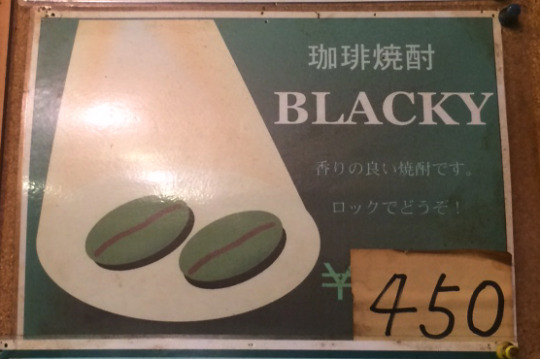 珈琲焼酎
BLACKY
香りの良い焼酎です。
ロックでどうぞ！
¥450